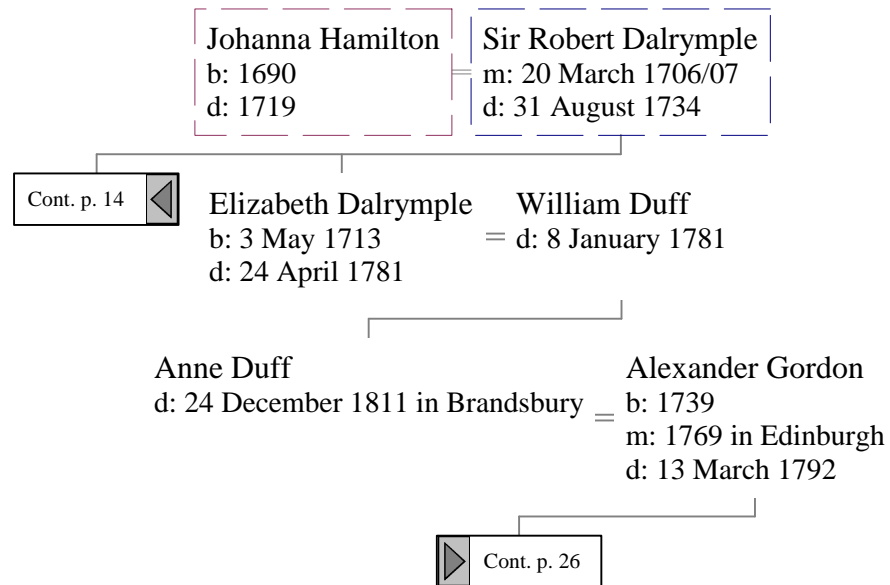 Johanna Hamilton
b: 1690
d: 1719
Sir Robert Dalrymple
m: 20 March 1706/07
d: 31 August 1734
Cont. p. 14
Elizabeth Dalrymple
b: 3 May 1713
d: 24 April 1781
William Duff
d: 8 January 1781
Anne Duff
d: 24 December 1811 in Brandsbury
Alexander Gordon
b: 1739
m: 1769 in Edinburgh
d: 13 March 1792
Cont. p. 26